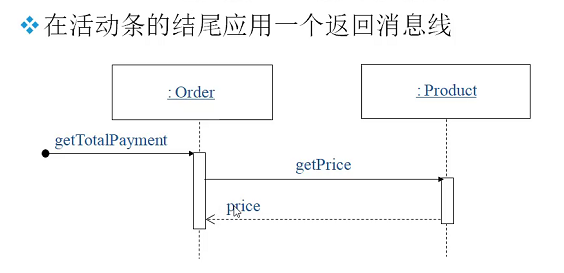 在活动条的结尾应用一个返回消息线
: Order
: Product
getTotalPayment
getPrice
price